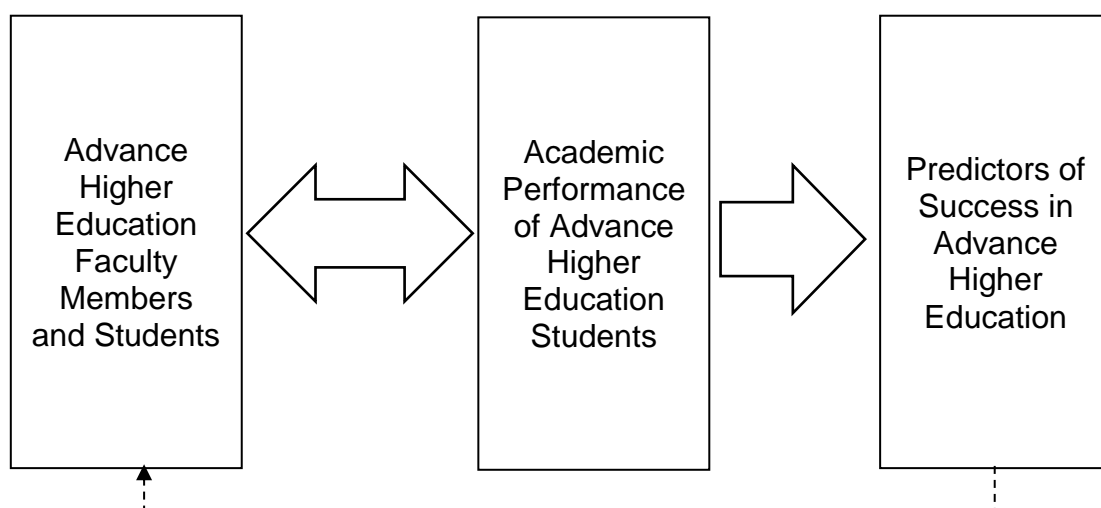 Advance
Higher
Education
Faculty
Members
and Students
Academic
Performance
of Advance
Higher
Education
Students
Predictors of
Success in
Advance
Higher
Education